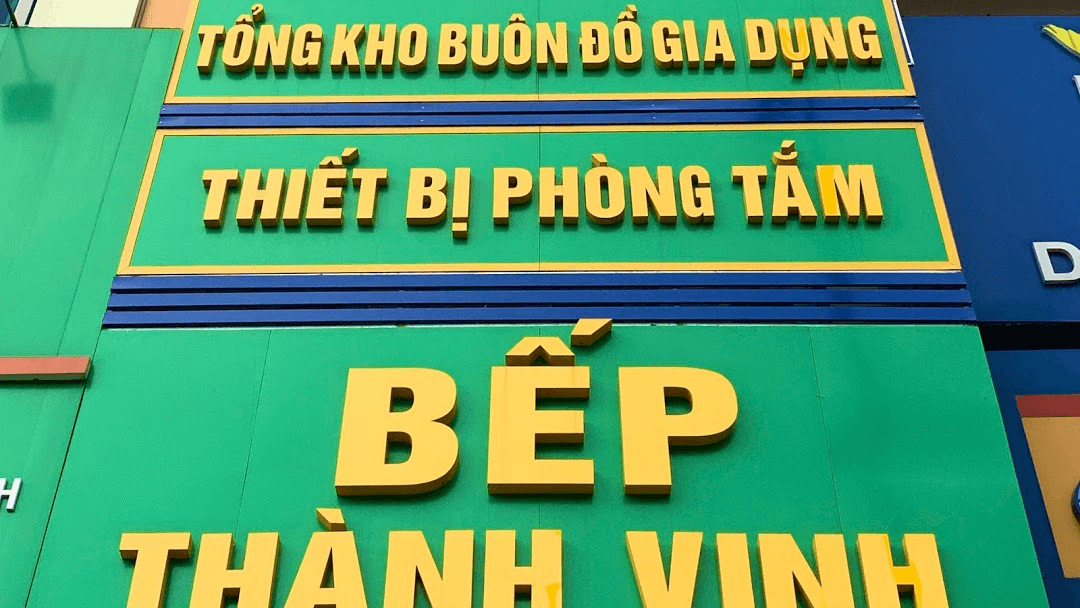 TỔNG KHO BUÔN ĐỒ GIA DỤNG
THIẾT BỊ PHÒNG TẮM
BẾP
THÀNH VINH
H
D